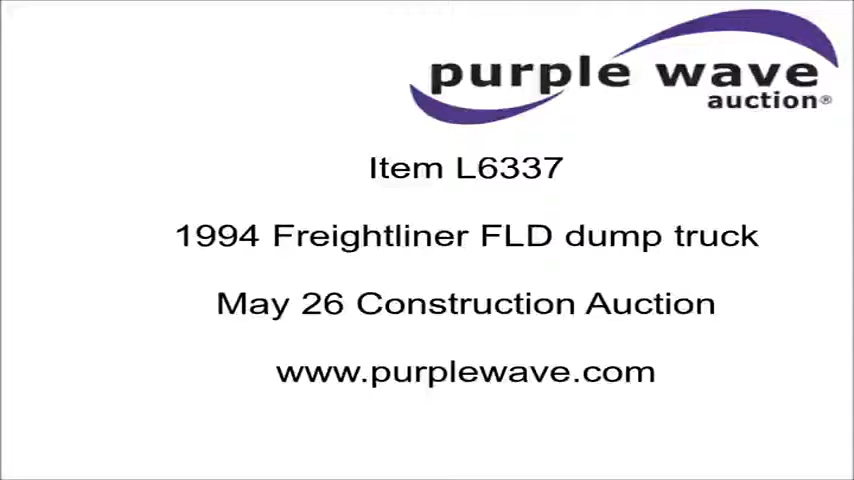 purple wave
auction®
Item L6337
1994 Freightliner FLD dump truck
May 26 Construction Auction
www.purplewave.com